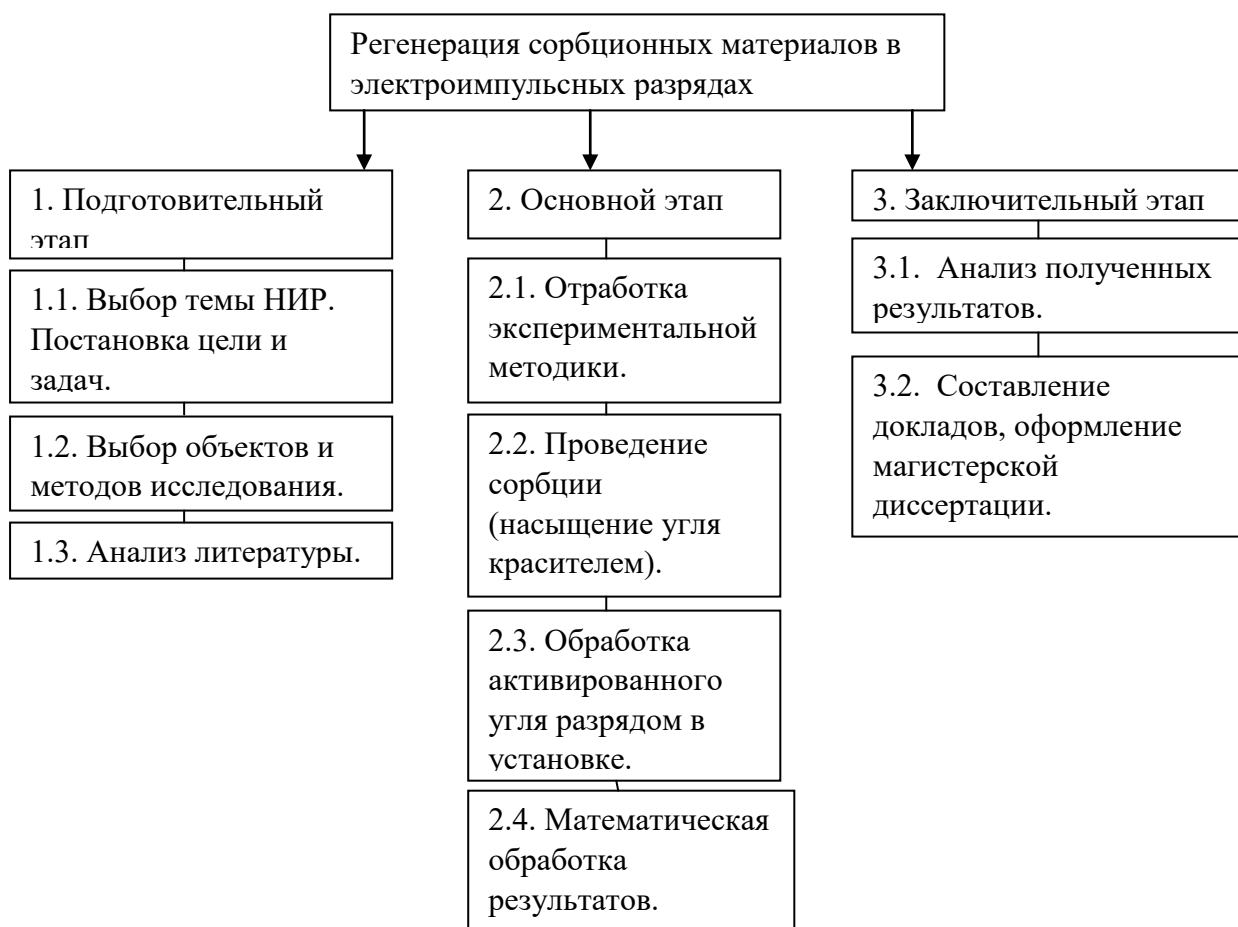 Регенерация сорбционных материалов в
электроимпульсных разрядах
1. Подготовительный
этап
1.1. Выбор темы НИР.
Постановка цели и
задач.
1.2. Выбор объектов и
методов исследования.
1.3. Анализ литературы.
2. Основной этап
2.1. Отработка
экспериментальной
методики.
2.2. Проведение
сорбции
(насыщение угля
красителем).
2.3. Обработка
активированного
угля разрядом в
установке.
2.4. Математическая
обработка
результатов.
3. Заключительный этап
3.1. Анализ полученных
результатов.
3.2. Составление
докладов, оформление
магистерской
диссертации.